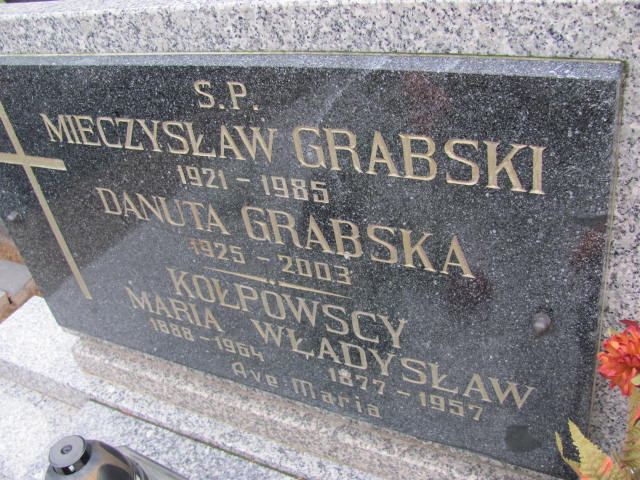 S.P.
MIECZYSŁAW GRABSKI
1921 - 1985
DANUTA GRABSKA
1925 - 2003
KOŁPOWSCY
MARIA WŁADYSŁAW
1888 - 1964 1877 - 1957
Ave Maria